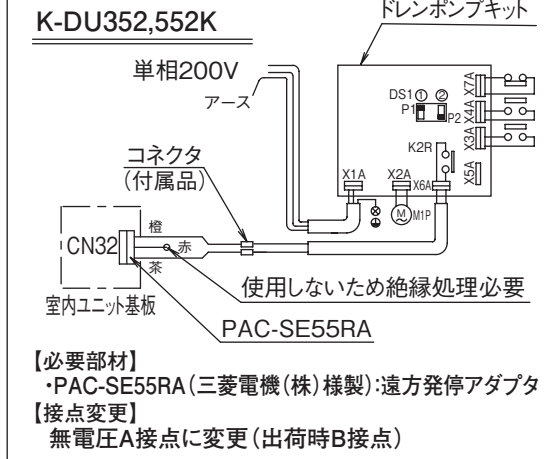 K-DU352,552K
ドレンポンプキット
単相200V
アース
DS1 ① ②
P1
P2
X7A
X4A
X3A
K2R
X5A
X1A
X2A
X6A
M
M1P
コネクタ
(付属品)
CN32
橙
赤
茶
室内ユニット基板
使用しないため絶縁処理必要
PAC-SE55RA
【必要部材】
・PAC-SE55RA(三菱電機(株)様製):遠方発停アダプタ
【接点変更】
無電圧A接点に変更(出荷時B接点)